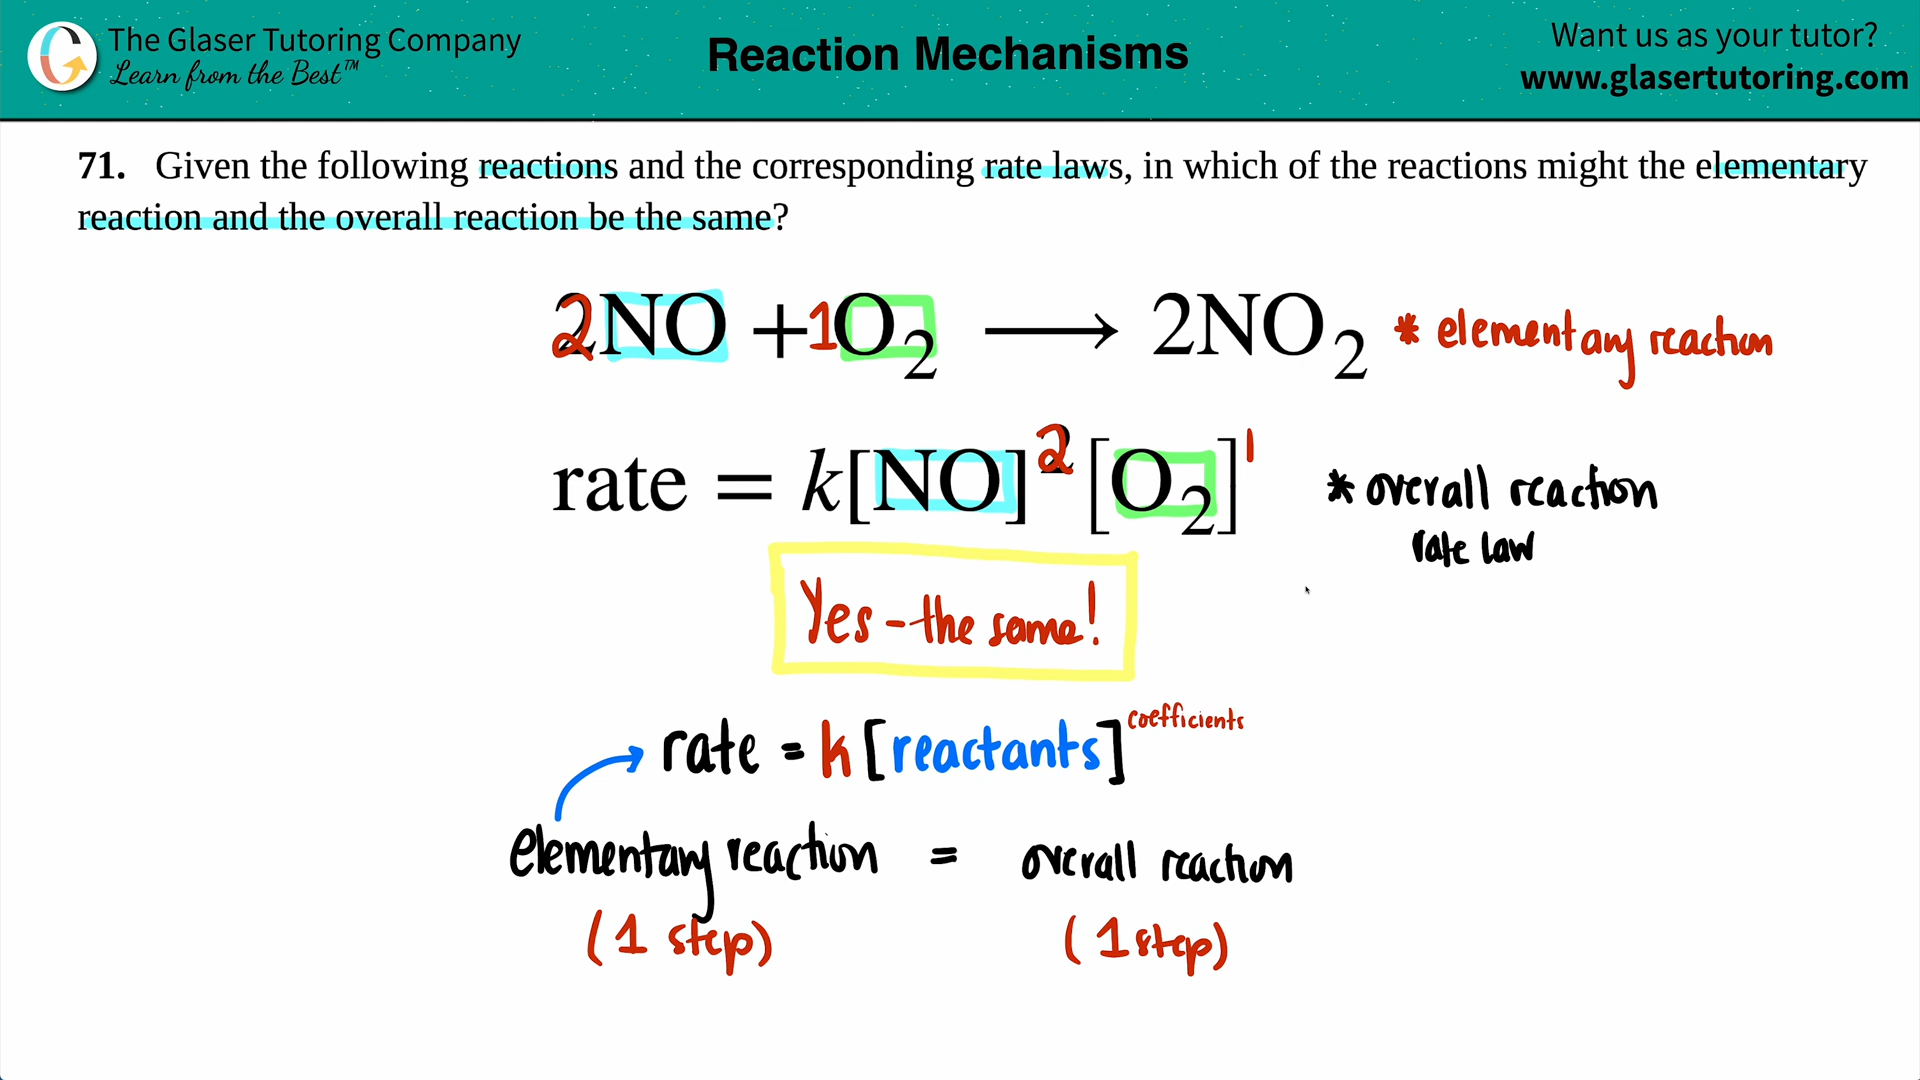 The Glaser Tutoring Company
Learn from the Best™
Reaction Mechanisms
Want us as your tutor?
www.glasertutoring.com
71. Given the following reactions and the corresponding rate laws, in which of the reactions might the elementary
reaction and the overall reaction be the same?
2NO + 1O₂ ⟶ 2NO₂ * elementary reaction
rate = k[NO]² [O₂]¹
* overall reaction
rate law
Yes - the same!
rate = k [reactants]^coefficients
elementary reaction = overall reaction
(1 step) (1 step)